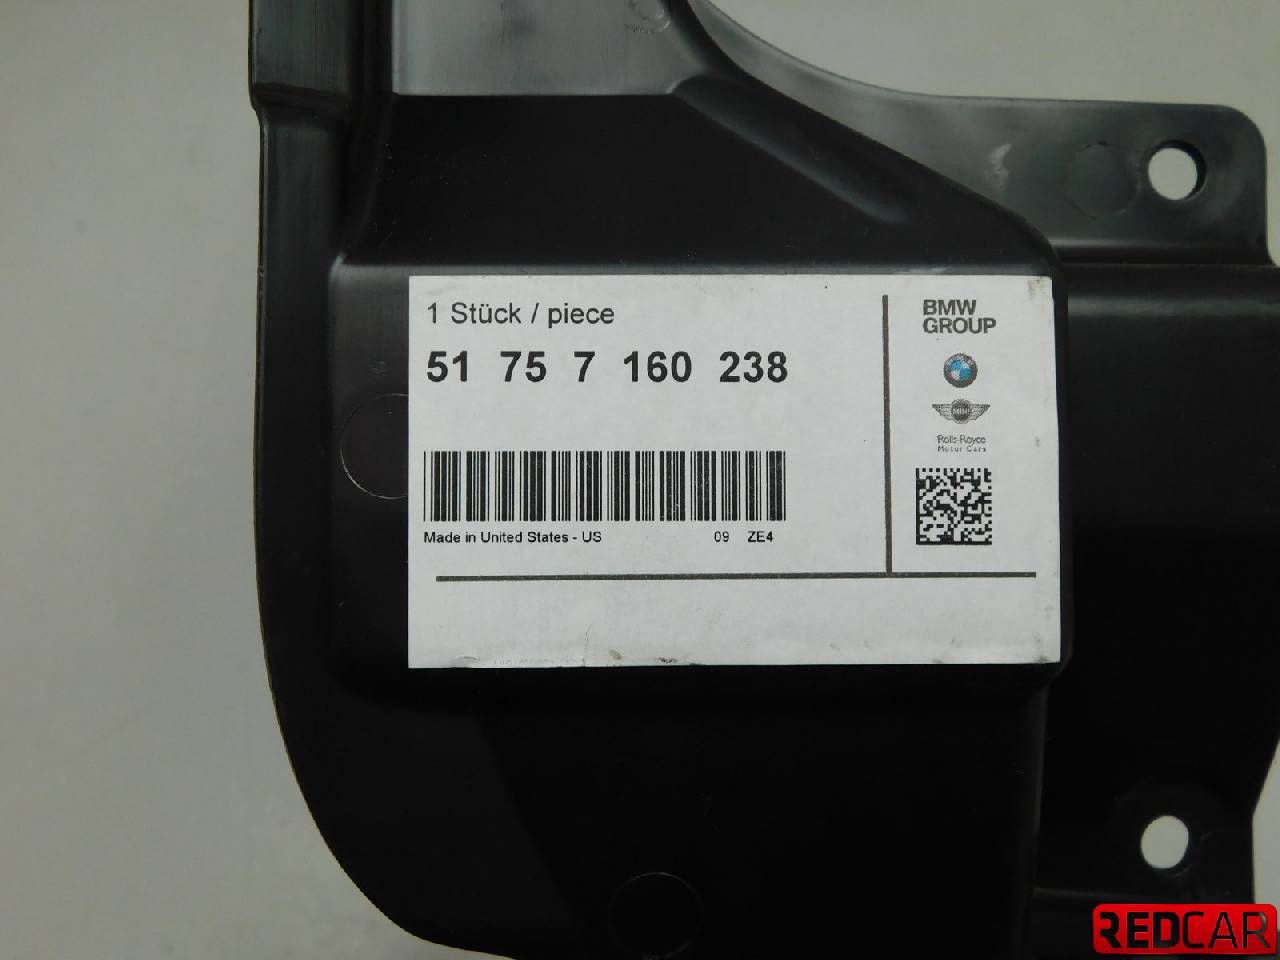 1 Stück / piece
51 75 7 160 238
Made in United States - US 09 ZE4
BMW
GROUP
MINI
Rolls-Royce
Motor Cars
REDCAR